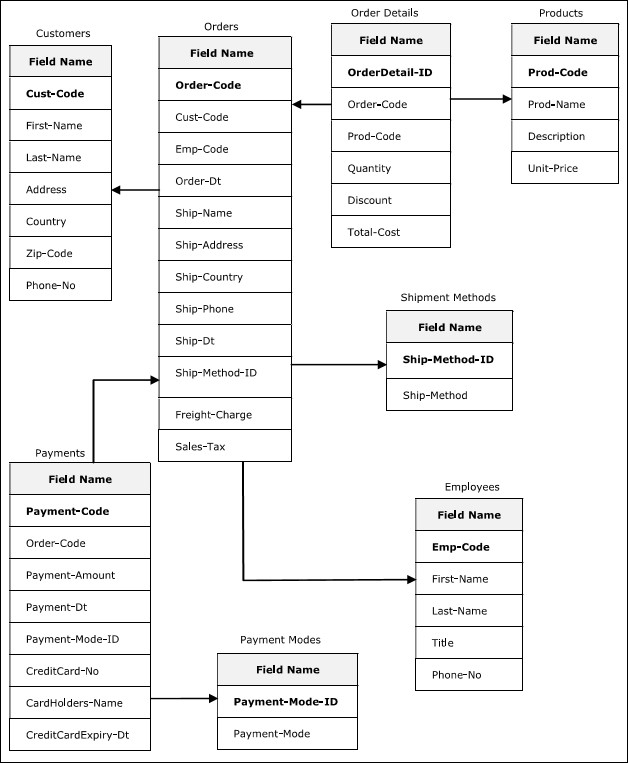 Customers
Field Name
Cust-Code
First-Name
Last-Name
Address
Country
Zip-Code
Phone-No
Orders
Field Name
Order-Code
Cust-Code
Emp-Code
Order-Dt
Ship-Name
Ship-Address
Ship-Country
Ship-Phone
Ship-Dt
Ship-Method-ID
Freight-Charge
Sales-Tax
Order Details
Field Name
OrderDetail-ID
Order-Code
Prod-Code
Quantity
Discount
Total-Cost
Products
Field Name
Prod-Code
Prod-Name
Description
Unit-Price
Shipment Methods
Field Name
Ship-Method-ID
Ship-Method
Payments
Field Name
Payment-Code
Order-Code
Payment-Amount
Payment-Dt
Payment-Mode-ID
CreditCard-No
CardHolders-Name
CreditCardExpiry-Dt
Employees
Field Name
Emp-Code
First-Name
Last-Name
Title
Phone-No
Payment Modes
Field Name
Payment-Mode-ID
Payment-Mode